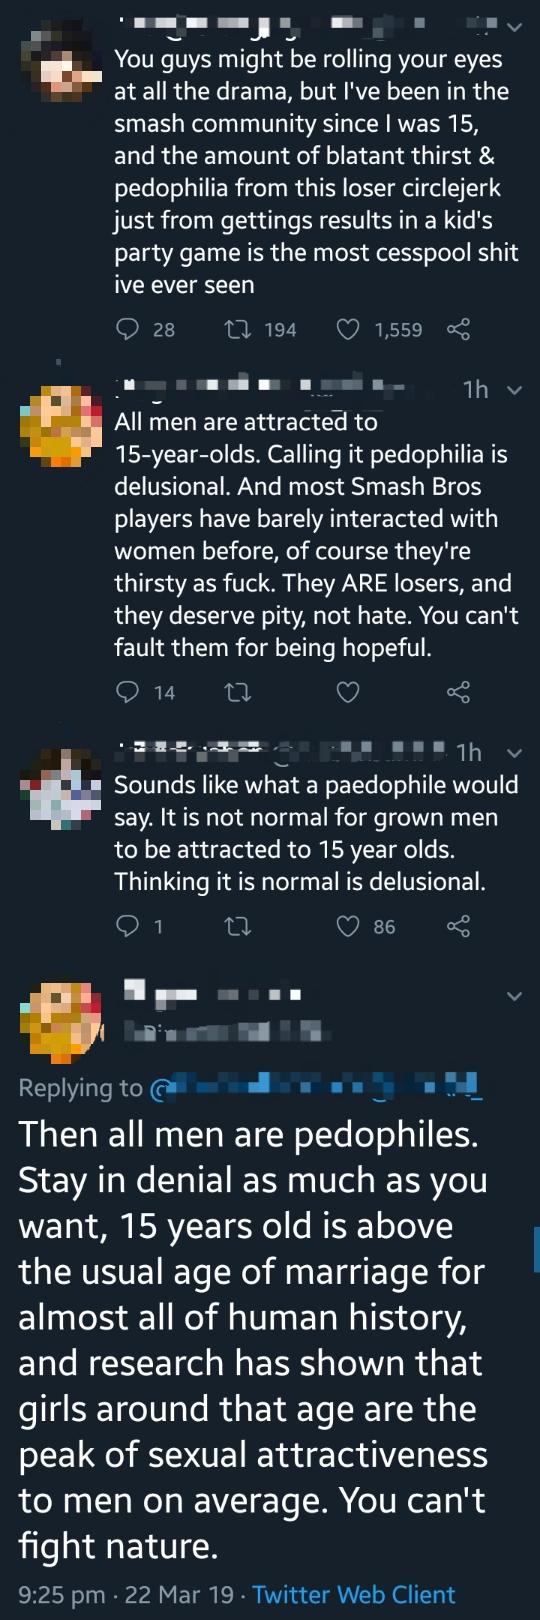 You guys might be rolling your eyes
at all the drama, but I've been in the
smash community since I was 15,
and the amount of blatant thirst &
pedophilia from this loser circlejerk
just from gettings results in a kid's
party game is the most cesspool shit
ive ever seen
28 194 1,559
1h
All men are attracted to
15-year-olds. Calling it pedophilia is
delusional. And most Smash Bros
players have barely interacted with
women before, of course they're
thirsty as fuck. They ARE losers, and
they deserve pity, not hate. You can't
fault them for being hopeful.
14
1h
Sounds like what a paedophile would
say. It is not normal for grown men
to be attracted to 15 year olds.
Thinking it is normal is delusional.
1 86
Replying to @
Then all men are pedophiles.
Stay in denial as much as you
want, 15 years old is above
the usual age of marriage for
almost all of human history,
and research has shown that
girls around that age are the
peak of sexual attractiveness
to men on average. You can't
fight nature.
9:25 pm · 22 Mar 19 · Twitter Web Client